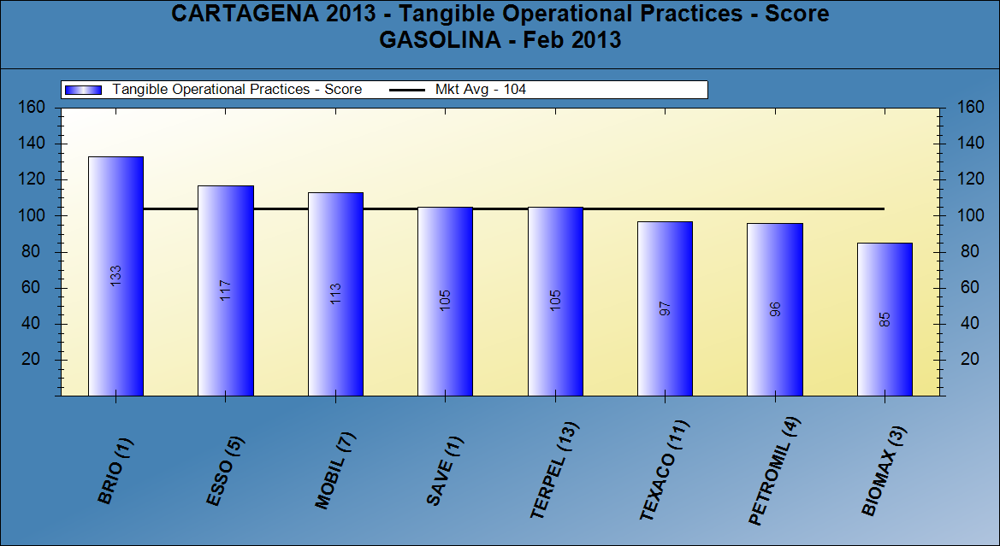 CARTAGENA 2013 - Tangible Operational Practices - Score
GASOLINA - Feb 2013
Tangible Operational Practices - Score
Mkt Avg - 104
160 160
140 140
120 120
100 100
80 80
60 60
40 40
20 20
133
117
113
105
105
97
96
85
BRIO (1)
ESSO (5)
MOBIL (7)
SAVE (1)
TERPEL (13)
TEXACO (11)
PETROMIL (4)
BIOMAX (3)